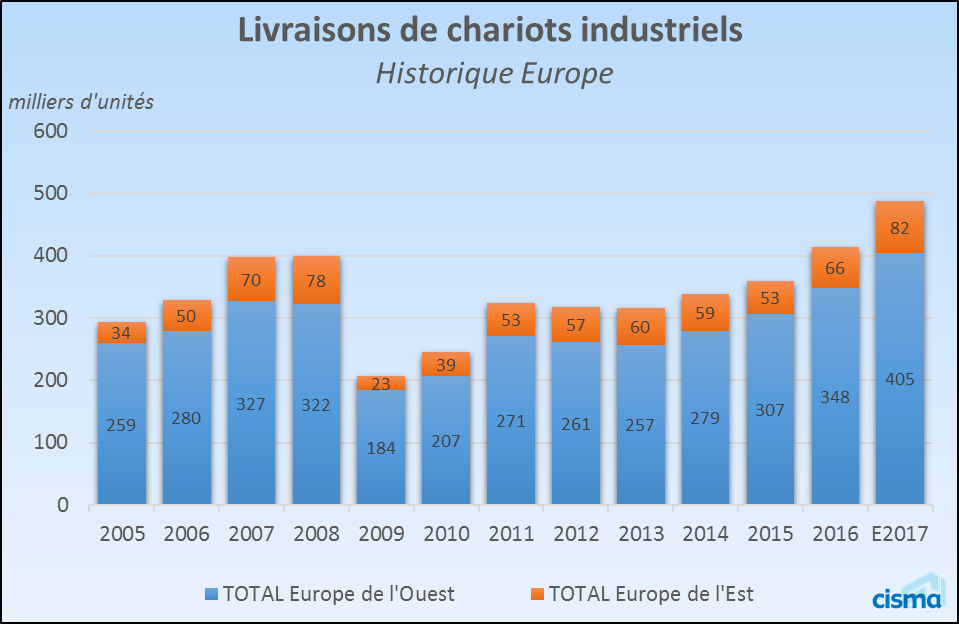 Livraisons de chariots industriels
Historique Europe
milliers d'unités
600
500
400
300
200
100
0
34 50 70 78 23 39 53 57 60 59 53 66 82
259 280 327 322 184 207 271 261 257 279 307 348 405
2005 2006 2007 2008 2009 2010 2011 2012 2013 2014 2015 2016 E2017
TOTAL Europe de l'Ouest TOTAL Europe de l'Est
cisma